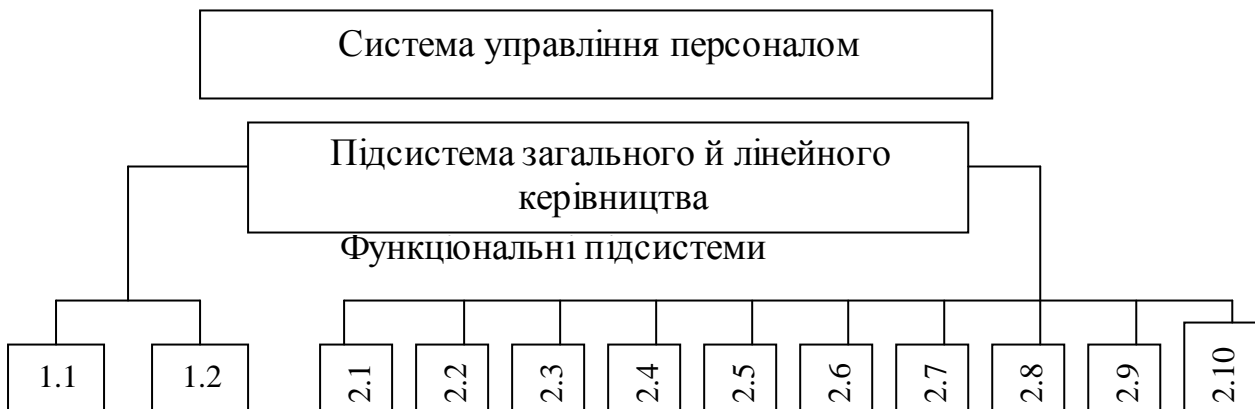 Система управління персоналом
Підсистема загального й лінейного
керівництва
Функціональні підсистеми
1.1 1.2 2.1 2.2 2.3 2.4 2.5 2.6 2.7 2.8 2.9 2.10